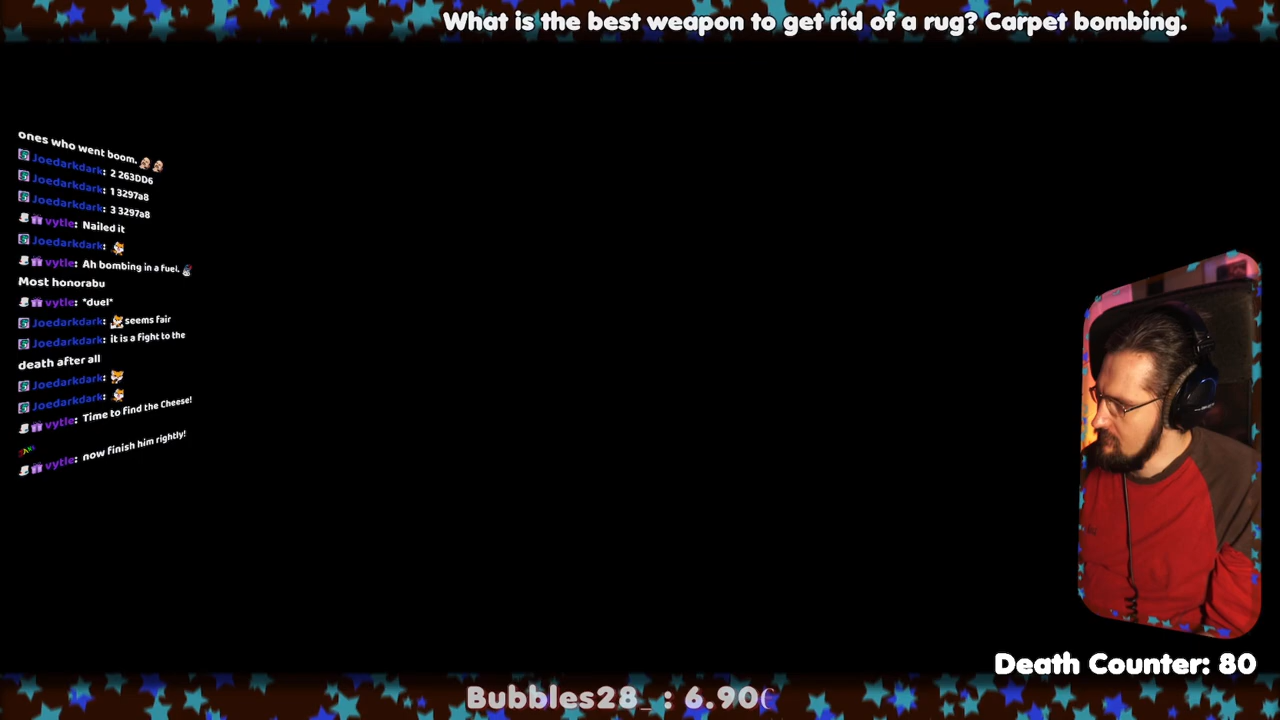 What is the best weapon to get rid of a rug? Carpet bombing.
ones who went boom.
Joedarkdark: 2 263DD6
Joedarkdark: 1 3297a8
Joedarkdark: 3 3297a8
vytle: Nailed it
Joedarkdark:
vytle: Ah bombing in a fuel.
Most honorabu
vytle: *duel*
Joedarkdark: seems fair
Joedarkdark: it is a fight to the
death after all
Joedarkdark:
Joedarkdark:
vytle: Time to find the Cheese!
vytle: now finish him rightly!
Death Counter: 80
Bubbles28_ : 6.90€